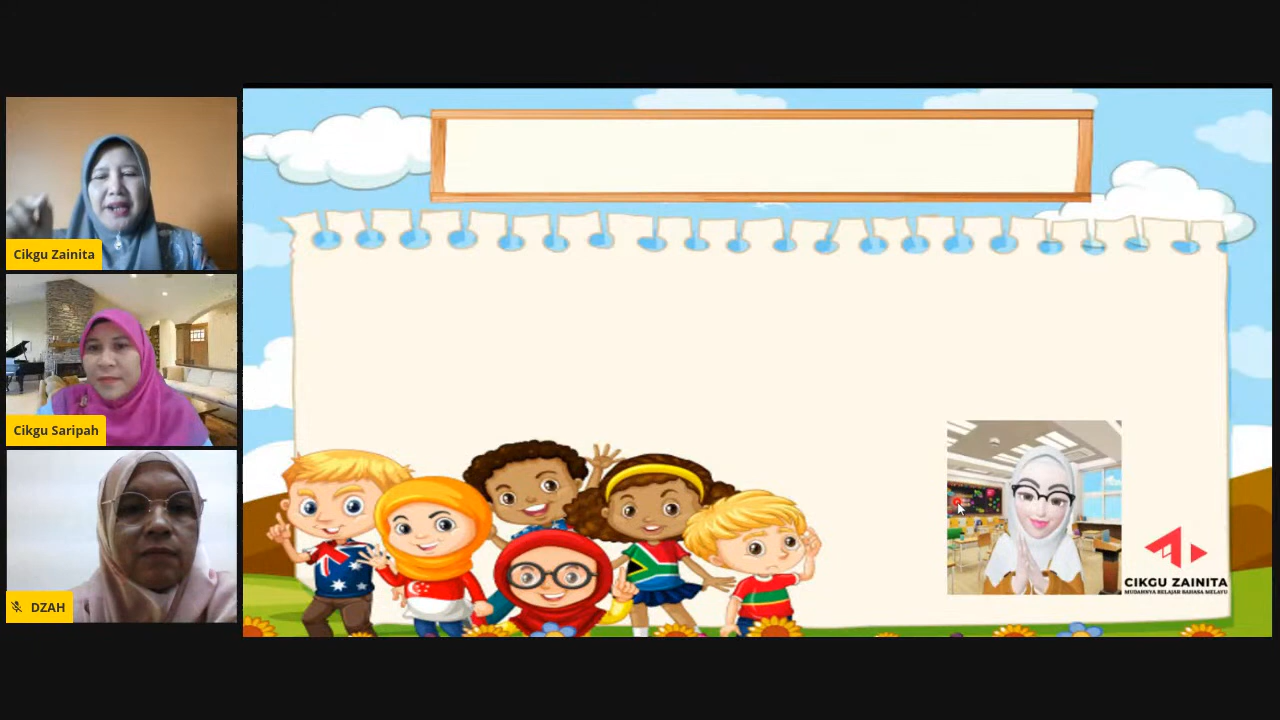 Cikgu Zainita
Cikgu Saripah
DZAH
CIKGU ZAINITA
MUDAHNYA BELAJAR BAHASA MELAYU